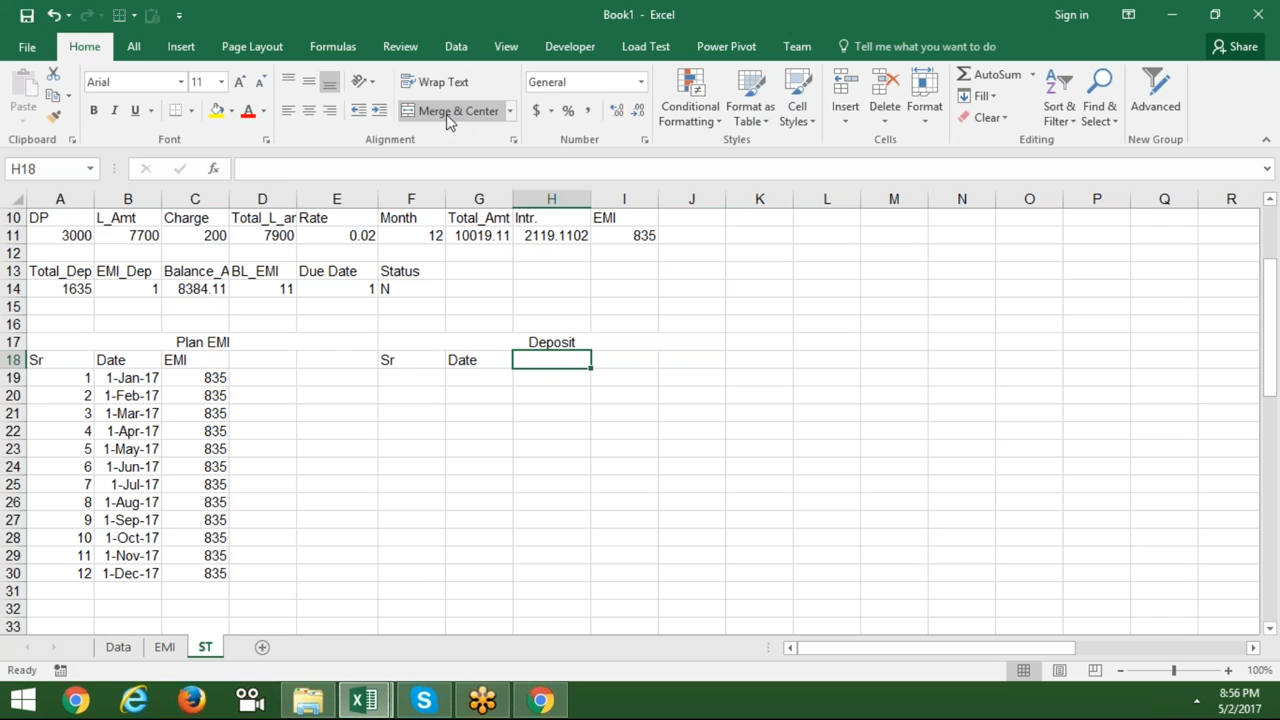 Book1 - Excel
Sign in
File Home All Insert Page Layout Formulas Review Data View Developer Load Test Power Pivot Team Tell me what you want to do Share
Paste
Arial 11
Wrap Text
General
Conditional Formatting
Format as Table
Cell Styles
Insert
Delete
Format
AutoSum
Fill
Clear
Sort & Filter
Find & Select
Advanced
B I U
A
Merge & Center
$ % ,
Clipboard Font Alignment Number Styles Cells Editing New Group
H18 fx
A B C D E F G H I J K L M N O P Q R
10 DP L_Amt Charge Total_L_ar Rate Month Total_Amt Intr. EMI
11 3000 7700 200 7900 0.02 12 10019.11 2119.1102 835
12
13 Total_Dep EMI_Dep Balance_A BL_EMI Due Date Status
14 1635 1 8384.11 11 1 N
15
16
17 Plan EMI Deposit
18 Sr Date EMI Sr Date
19 1 1-Jan-17 835
20 2 1-Feb-17 835
21 3 1-Mar-17 835
22 4 1-Apr-17 835
23 5 1-May-17 835
24 6 1-Jun-17 835
25 7 1-Jul-17 835
26 8 1-Aug-17 835
27 9 1-Sep-17 835
28 10 1-Oct-17 835
29 11 1-Nov-17 835
30 12 1-Dec-17 835
31
32
33
Data EMI ST
Ready 100%
8:56 PM
5/2/2017